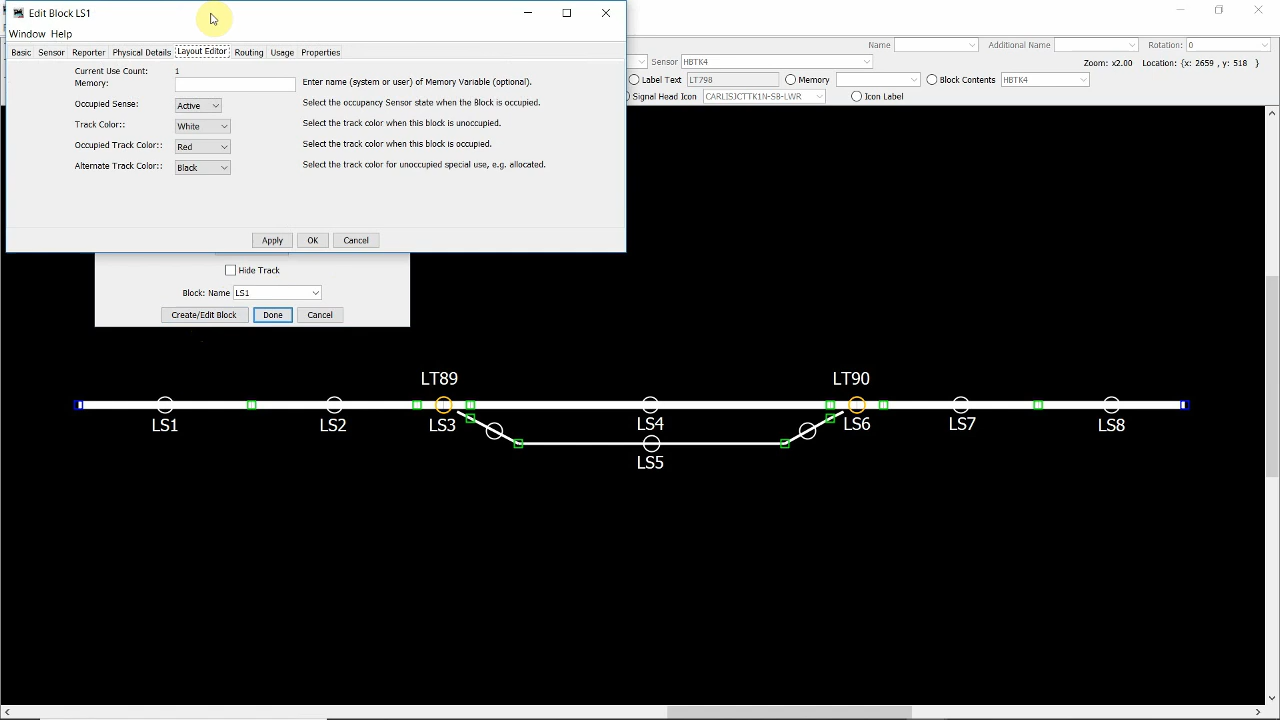 Edit Block LS1
Window Help
Basic Sensor Reporter Physical Details Layout Editor Routing Usage Properties
Current Use Count: 1
Memory: Enter name (system or user) of Memory Variable (optional).
Occupied Sense: Active Select the occupancy Sensor state when the Block is occupied.
Track Color:: White Select the track color when this block is unoccupied.
Occupied Track Color:: Red Select the track color when this block is occupied.
Alternate Track Color:: Black Select the track color for unoccupied special use, e.g. allocated.
Apply OK Cancel
Name Additional Name Rotation: 0
Sensor HBTK4 Zoom: x2.00 Location: {x: 2659 , y: 518 }
Label Text LT798 Memory Block Contents HBTK4
Signal Head Icon CARLISJCTTK1N-SB-LWR Icon Label
Hide Track
Block: Name LS1
Create/Edit Block Done Cancel
LT89 LT90
LS1 LS2 LS3 LS4 LS6 LS7 LS8
LS5